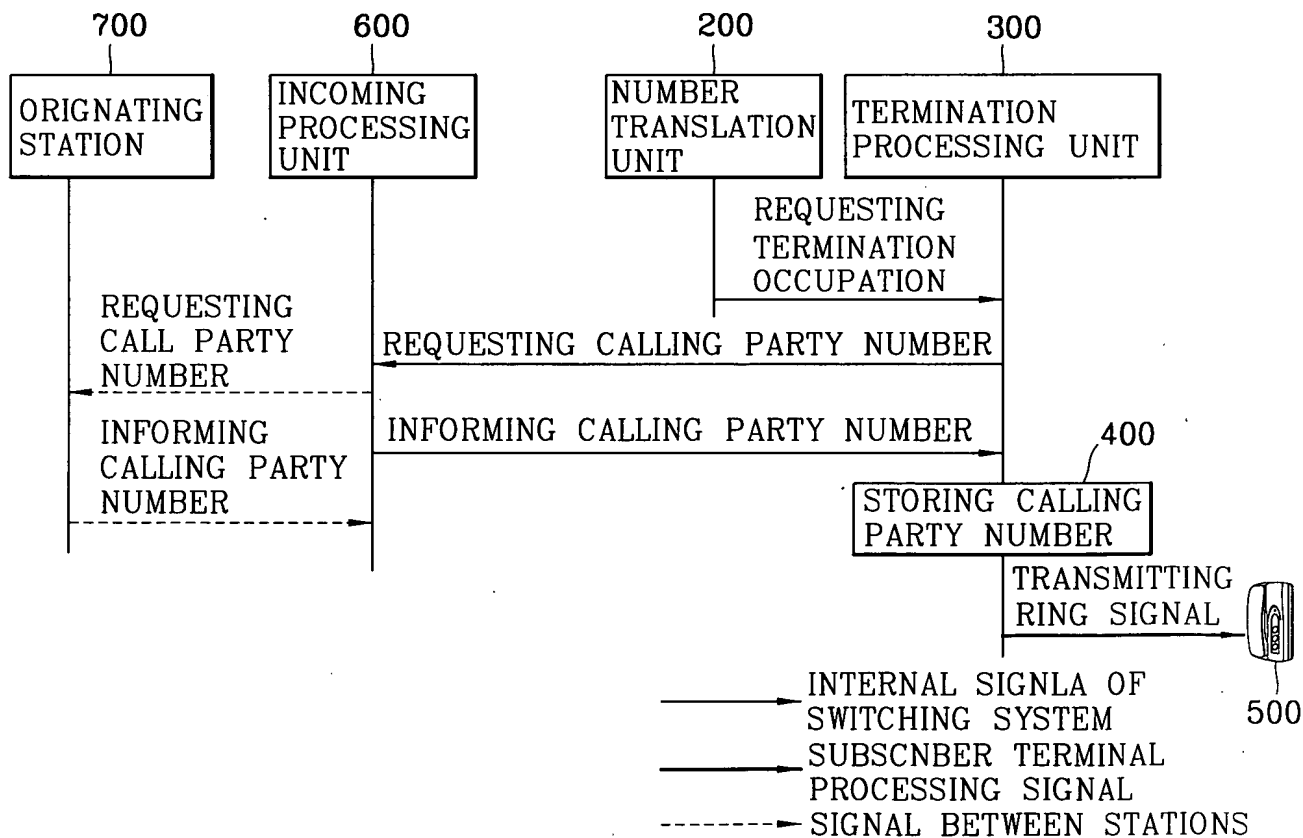 700
600
200
300
ORIGNATING
STATION
INCOMING
PROCESSING
UNIT
NUMBER
TRANSLATION
UNIT
TERMINATION
PROCESSING UNIT
REQUESTING
TERMINATION
OCCUPATION
REQUESTING
CALL PARTY
NUMBER
REQUESTING CALLING PARTY NUMBER
INFORMING
CALLING PARTY
NUMBER
INFORMING CALLING PARTY NUMBER
400
STORING CALLING
PARTY NUMBER
TRANSMITTING
RING SIGNAL
500
INTERNAL SIGNLA OF
SWITCHING SYSTEM
SUBSCNBER TERMINAL
PROCESSING SIGNAL
SIGNAL BETWEEN STATIONS